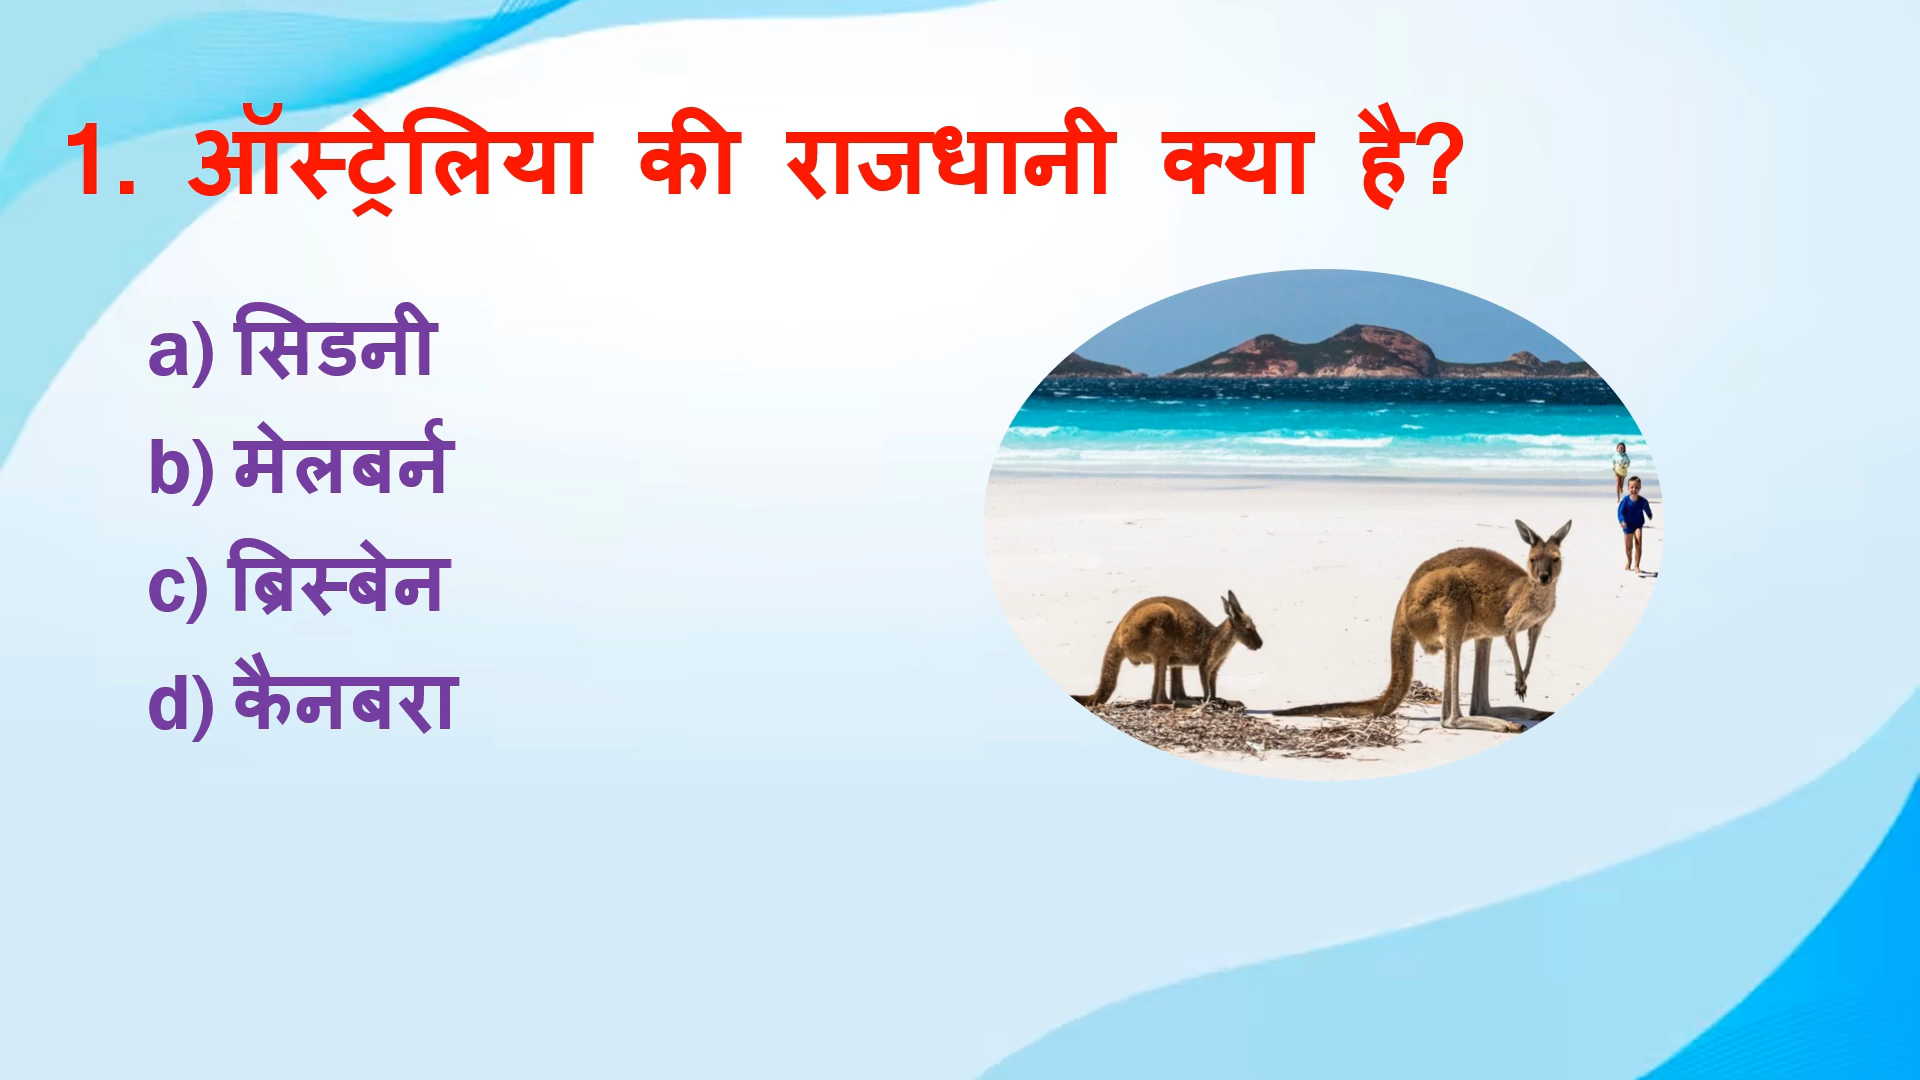 1. ऑस्ट्रेलिया की राजधानी क्या है?
a) सिडनी
b) मेलबर्न
c) ब्रिस्बेन
d) कैनबरा